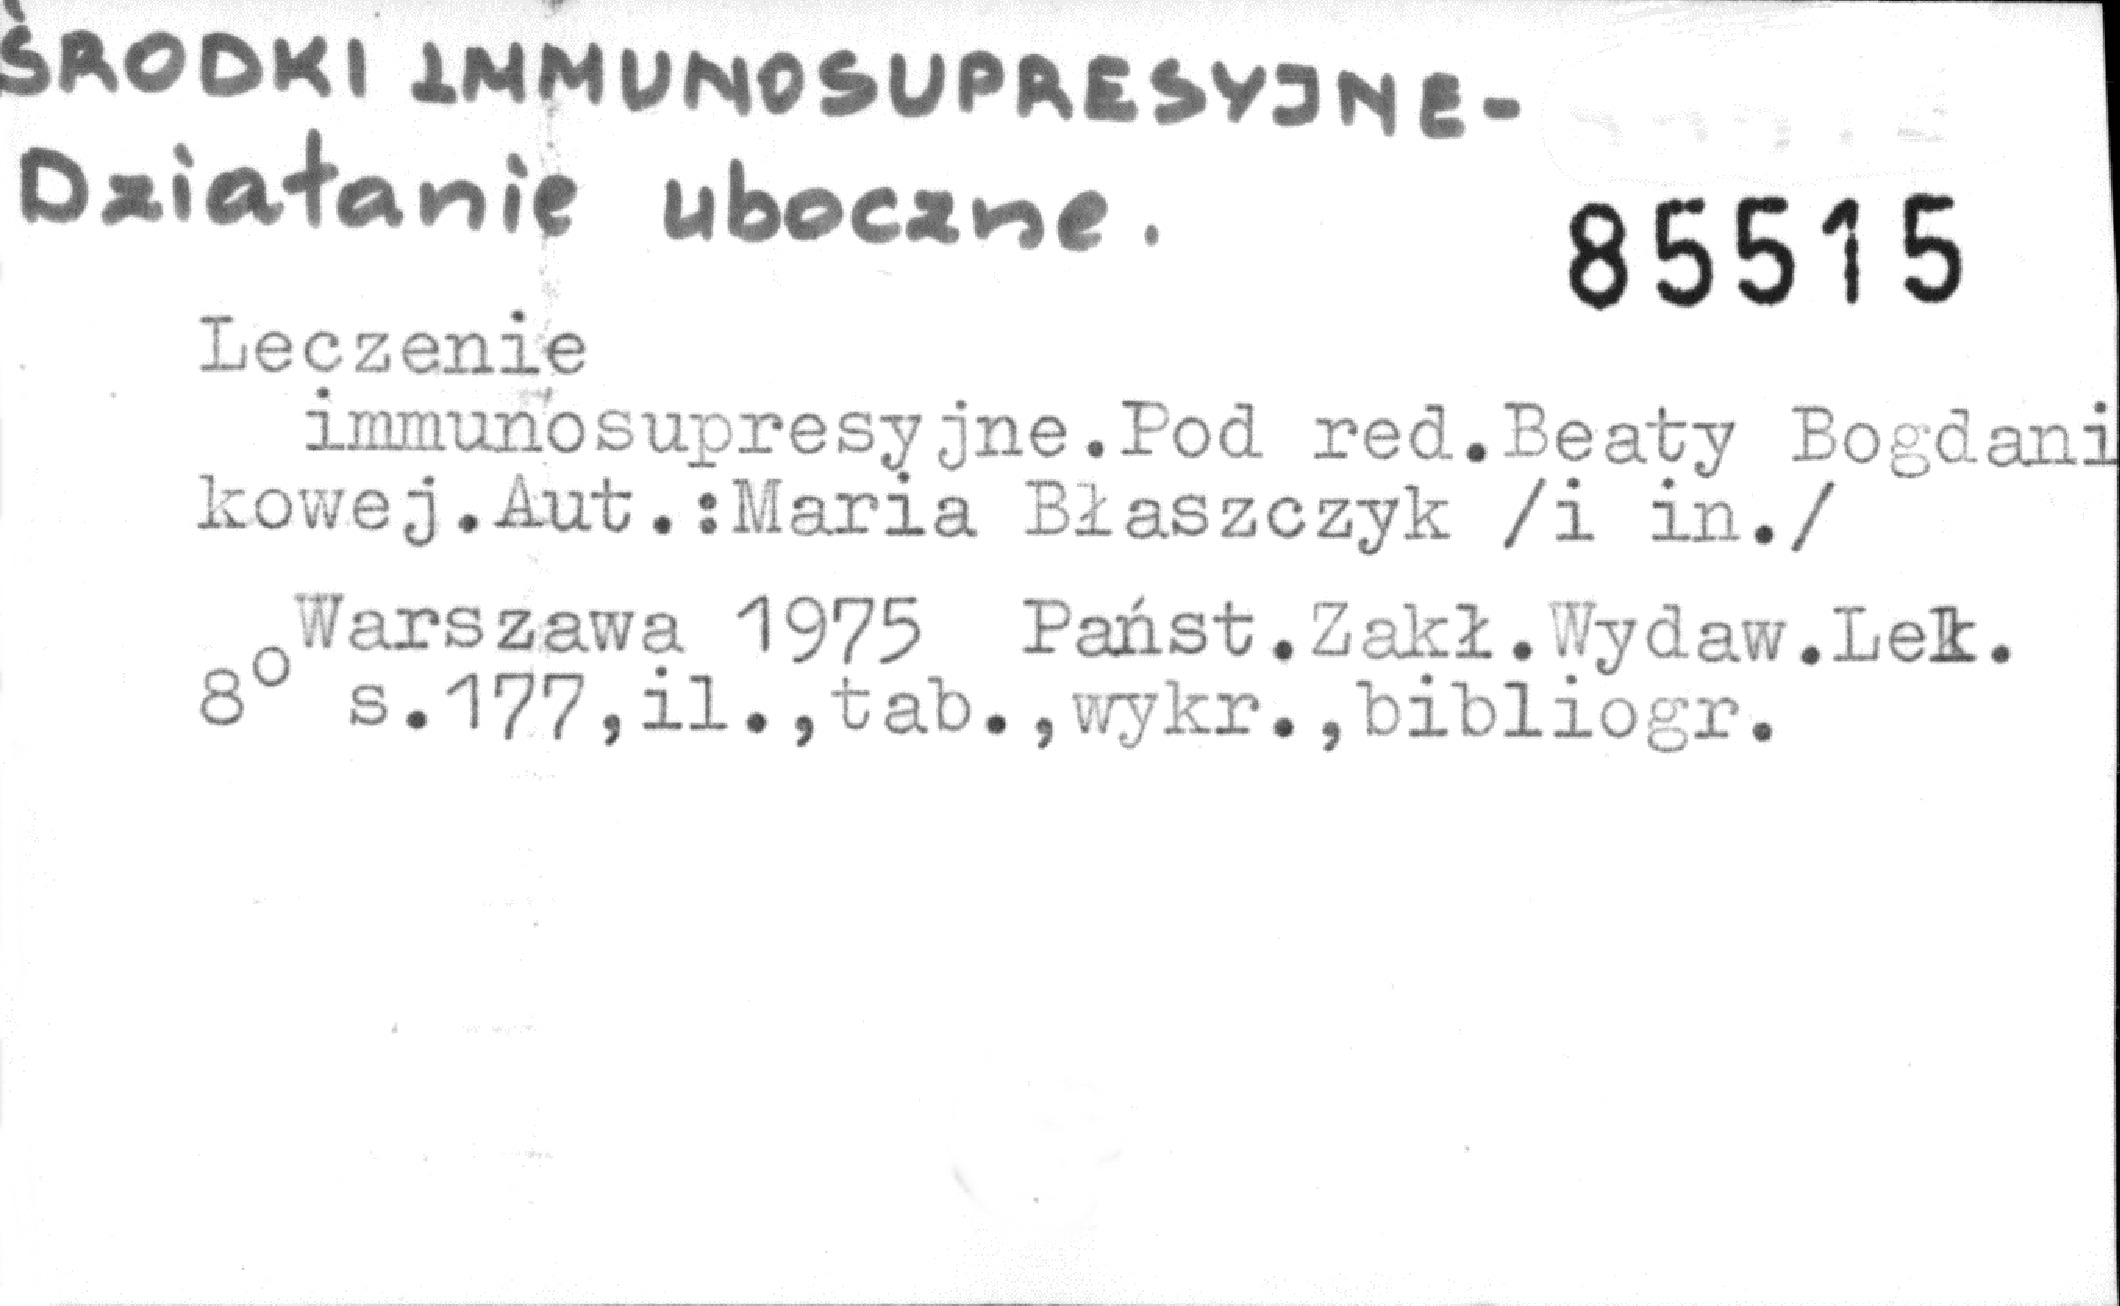 ŚRODKI IMMUNOSUPRESYJNE-
Działanie uboczne.
85515
Leczenie
immunosupresyjne.Pod red.Beaty Bogdani
kowej.Aut.:Maria Błaszczyk /i in./
Warszawa 1975 Państ.Zakł.Wydaw.Lek.
8° s.177,il.,tab.,wykr.,bibliogr.